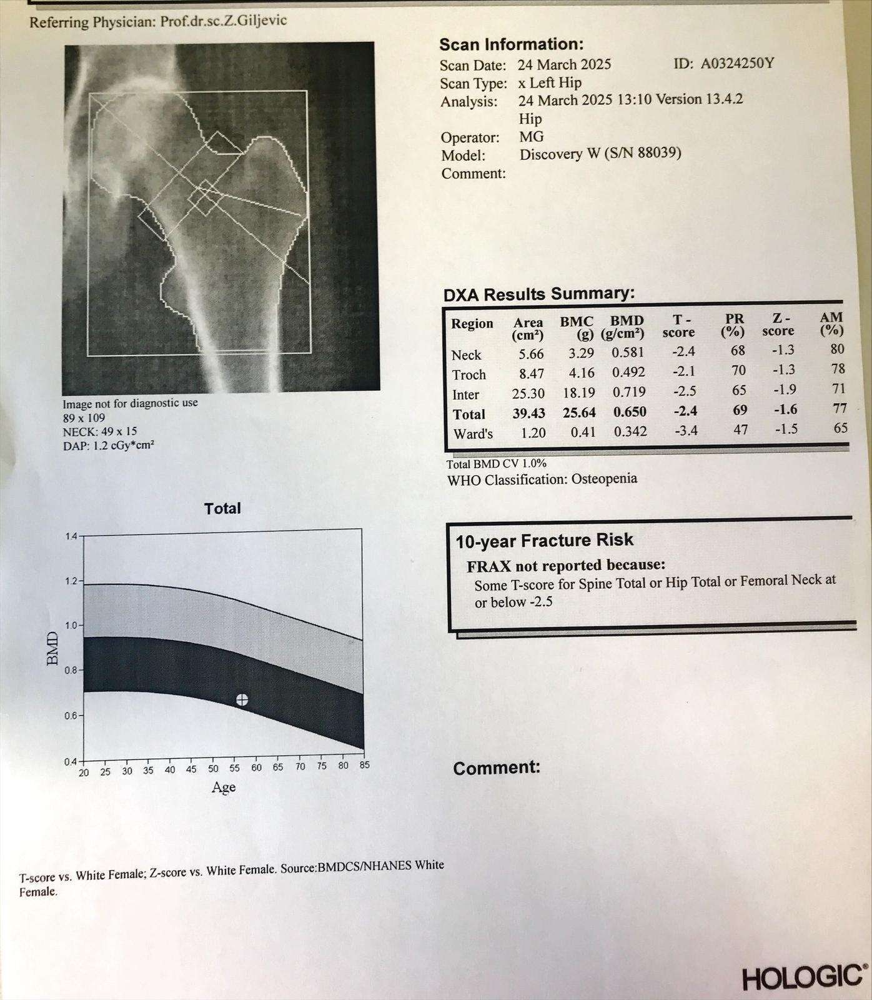 Referring Physician: Prof.dr.sc.Z.Giljevic
Image not for diagnostic use
89 x 109
NECK: 49 x 15
DAP: 1.2 cGy*cm²
Total
1.4
1.2
1.0
0.8
0.6
0.4
BMD
20 25 30 35 40 45 50 55 60 65 70 75 80 85
Age
T-score vs. White Female; Z-score vs. White Female. Source:BMDCS/NHANES White
Female.
Scan Information:
Scan Date: 24 March 2025 ID: A0324250Y
Scan Type: x Left Hip
Analysis: 24 March 2025 13:10 Version 13.4.2
Hip
Operator: MG
Model: Discovery W (S/N 88039)
Comment:
DXA Results Summary:
Region Area BMC BMD T - PR Z - AM
(cm²) (g) (g/cm²) score (%) score (%)
Neck 5.66 3.29 0.581 -2.4 68 -1.3 80
Troch 8.47 4.16 0.492 -2.1 70 -1.3 78
Inter 25.30 18.19 0.719 -2.5 65 -1.9 71
Total 39.43 25.64 0.650 -2.4 69 -1.6 77
Ward's 1.20 0.41 0.342 -3.4 47 -1.5 65
Total BMD CV 1.0%
WHO Classification: Osteopenia
10-year Fracture Risk
FRAX not reported because:
Some T-score for Spine Total or Hip Total or Femoral Neck at
or below -2.5
Comment:
HOLOGIC®